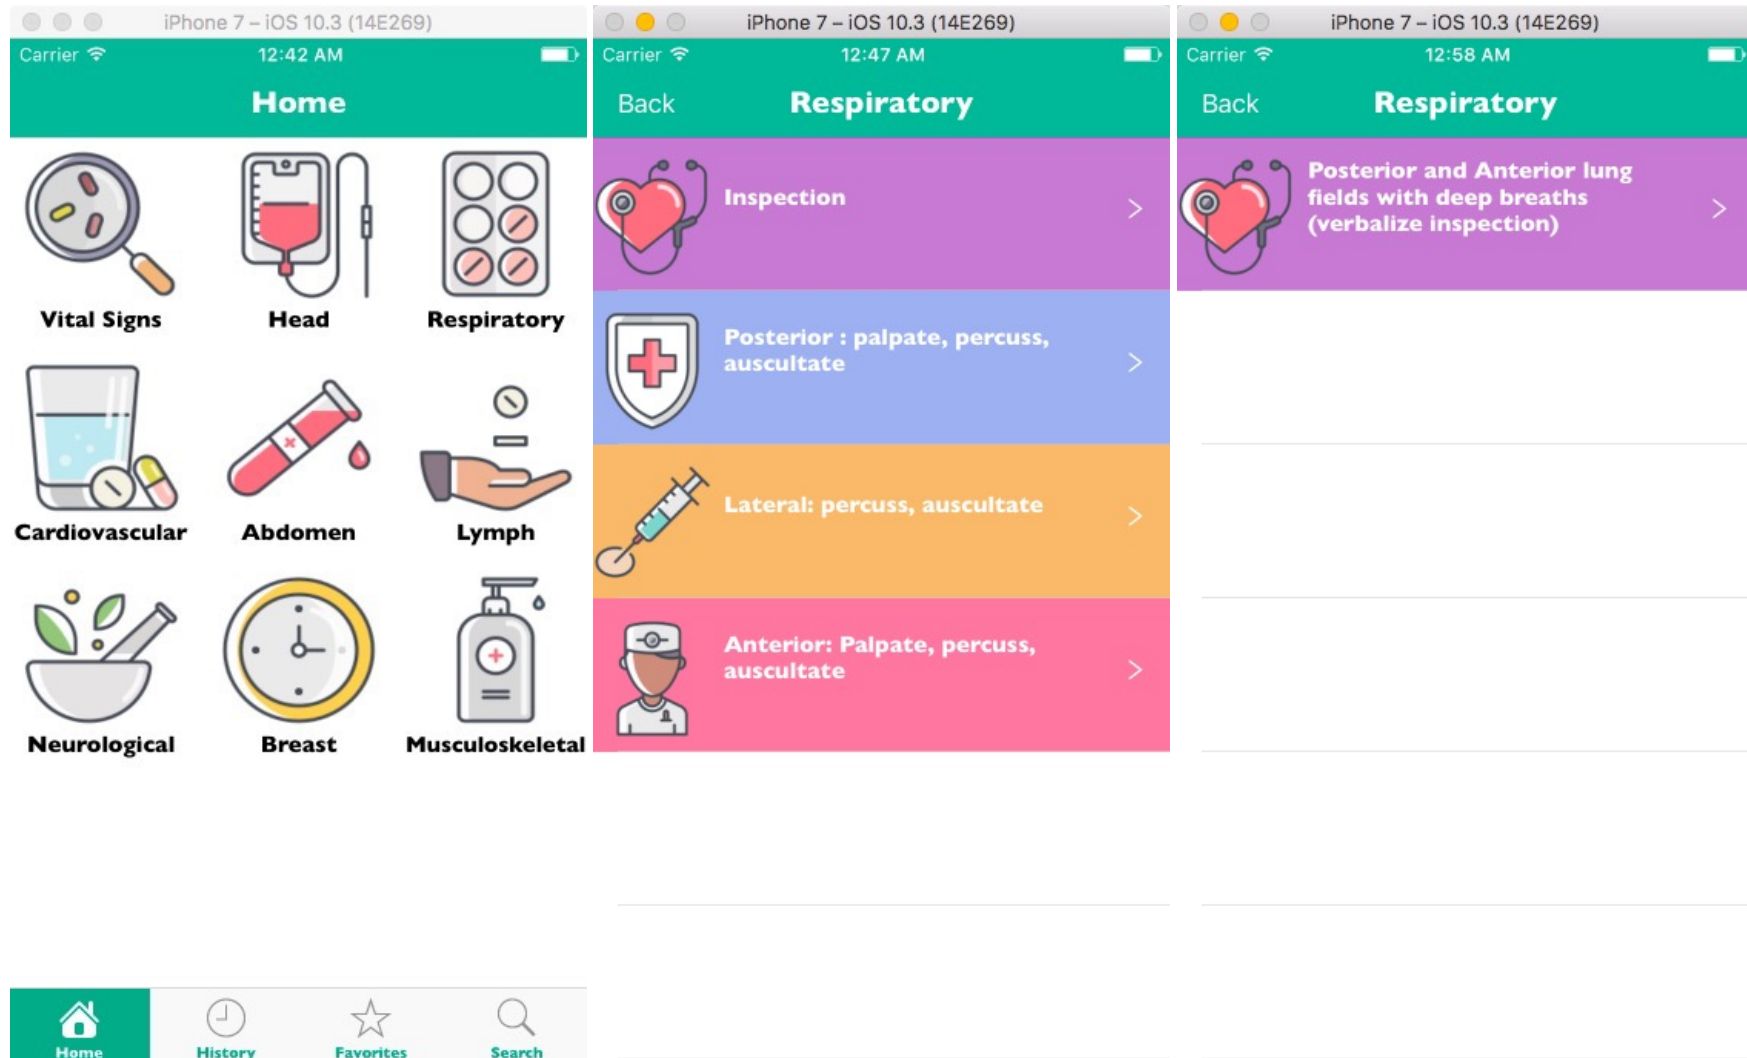 iPhone 7 – iOS 10.3 (14E269)
Carrier
12:42 AM
Home
Vital Signs
Head
Respiratory
Cardiovascular
Abdomen
Lymph
Neurological
Breast
Musculoskeletal
Home
History
Favorites
Search
iPhone 7 – iOS 10.3 (14E269)
Carrier
12:47 AM
Back
Respiratory
Inspection
Posterior : palpate, percuss,
auscultate
Lateral: percuss, auscultate
Anterior: Palpate, percuss,
auscultate
iPhone 7 – iOS 10.3 (14E269)
Carrier
12:58 AM
Back
Respiratory
Posterior and Anterior lung
fields with deep breaths
(verbalize inspection)